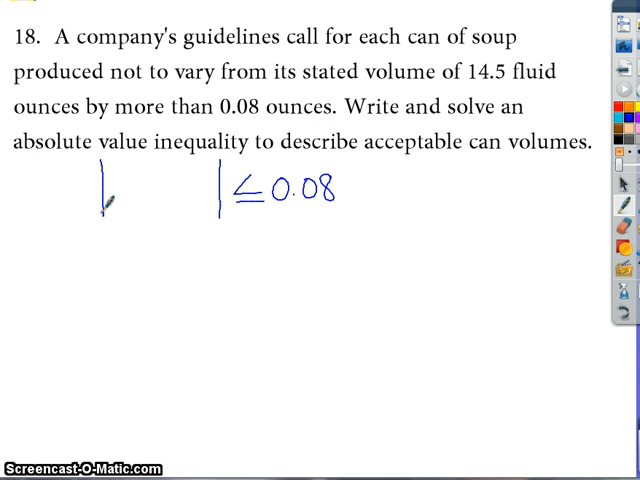 18. A company's guidelines call for each can of soup
produced not to vary from its stated volume of 14.5 fluid
ounces by more than 0.08 ounces. Write and solve an
absolute value inequality to describe acceptable can volumes.
| | ≤ 0.08
Screencast-O-Matic.com